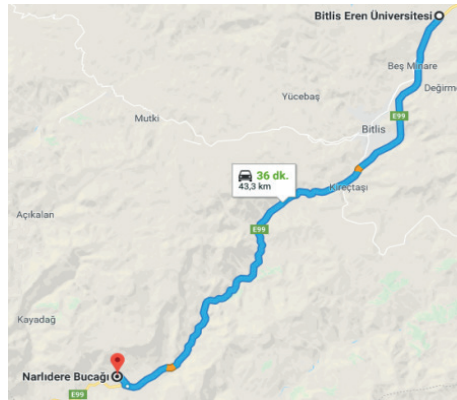 Bitlis Eren Üniversitesi
Beş Minare
Değirme
Yücebaş
E99
Mutki
Bitlis
36 dk.
43,3 km
Kireçtaşı
Açıkalan
E99
Kayadağ
Narlıdere Bucağı
E99